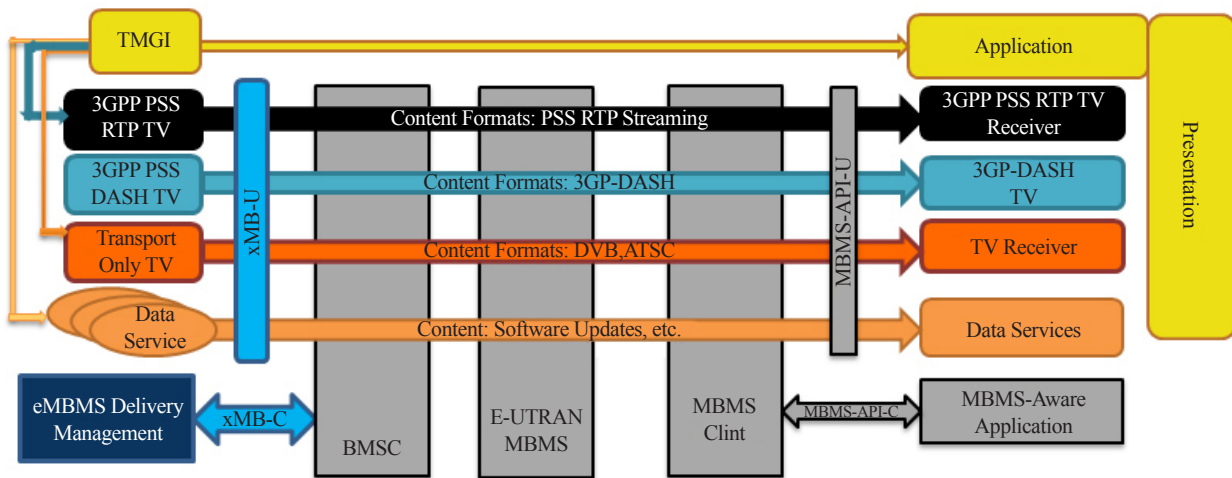 TMGI
Application
Presentation
3GPP PSS
RTP TV
Content Formats: PSS RTP Streaming
3GPP PSS RTP TV
Receiver
3GPP PSS
DASH TV
xMB-U
Content Formats: 3GP-DASH
MBMS-API-U
3GP-DASH
TV
Transport
Only TV
Content Formats: DVB,ATSC
TV Receiver
Data
Service
Content: Software Updates, etc.
Data Services
eMBMS Delivery
Management
xMB-C
BMSC
E-UTRAN
MBMS
MBMS
Clint
MBMS-API-C
MBMS-Aware
Application